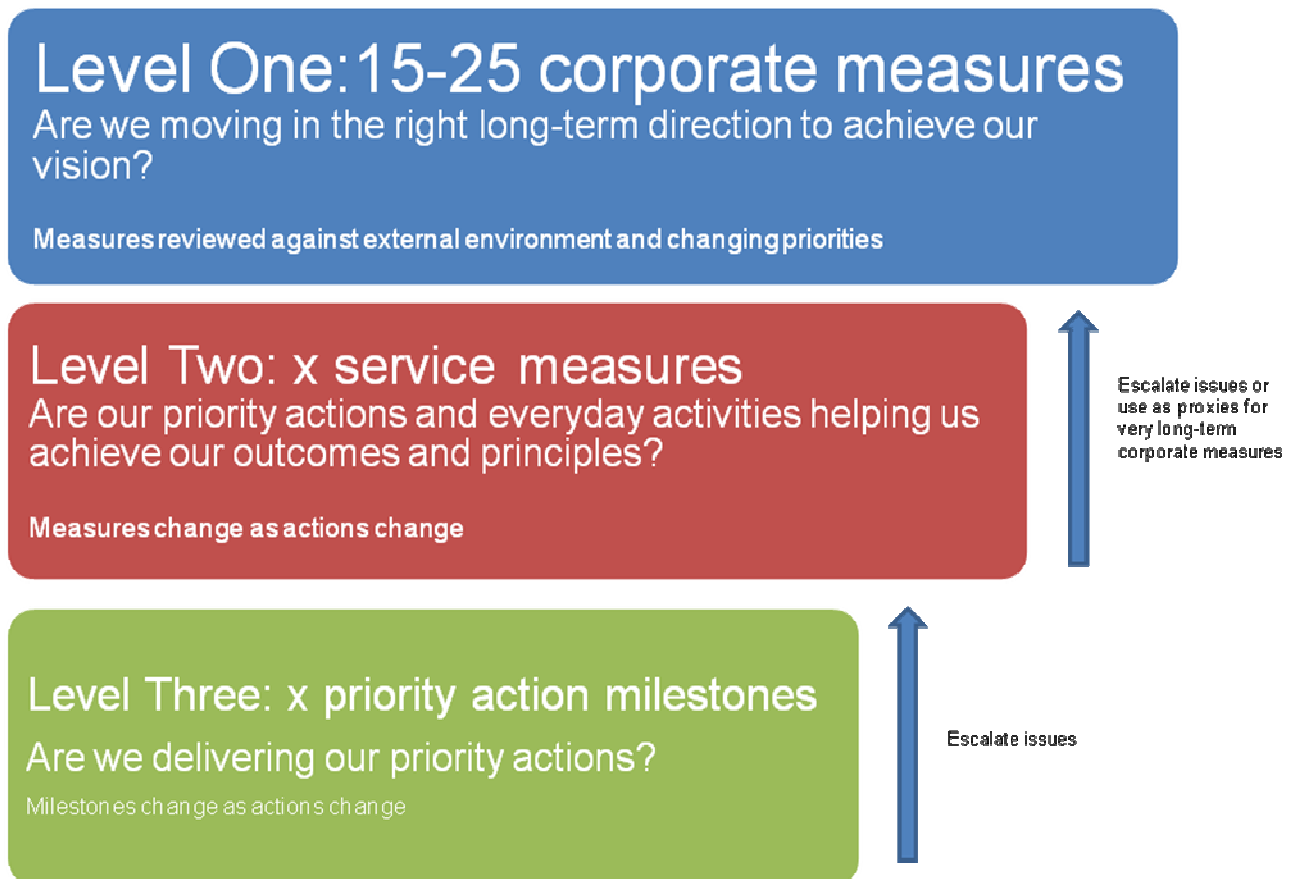 Level One:15-25 corporate measures
Are we moving in the right long-term direction to achieve our
vision?
Measures reviewed against external environment and changing priorities
Level Two: x service measures
Are our priority actions and everyday activities helping us
achieve our outcomes and principles?
Measures change as actions change
Escalate issues or
use as proxies for
very long-term
corporate measures
Level Three: x priority action milestones
Are we delivering our priority actions?
Milestones change as actions change
Escalate issues